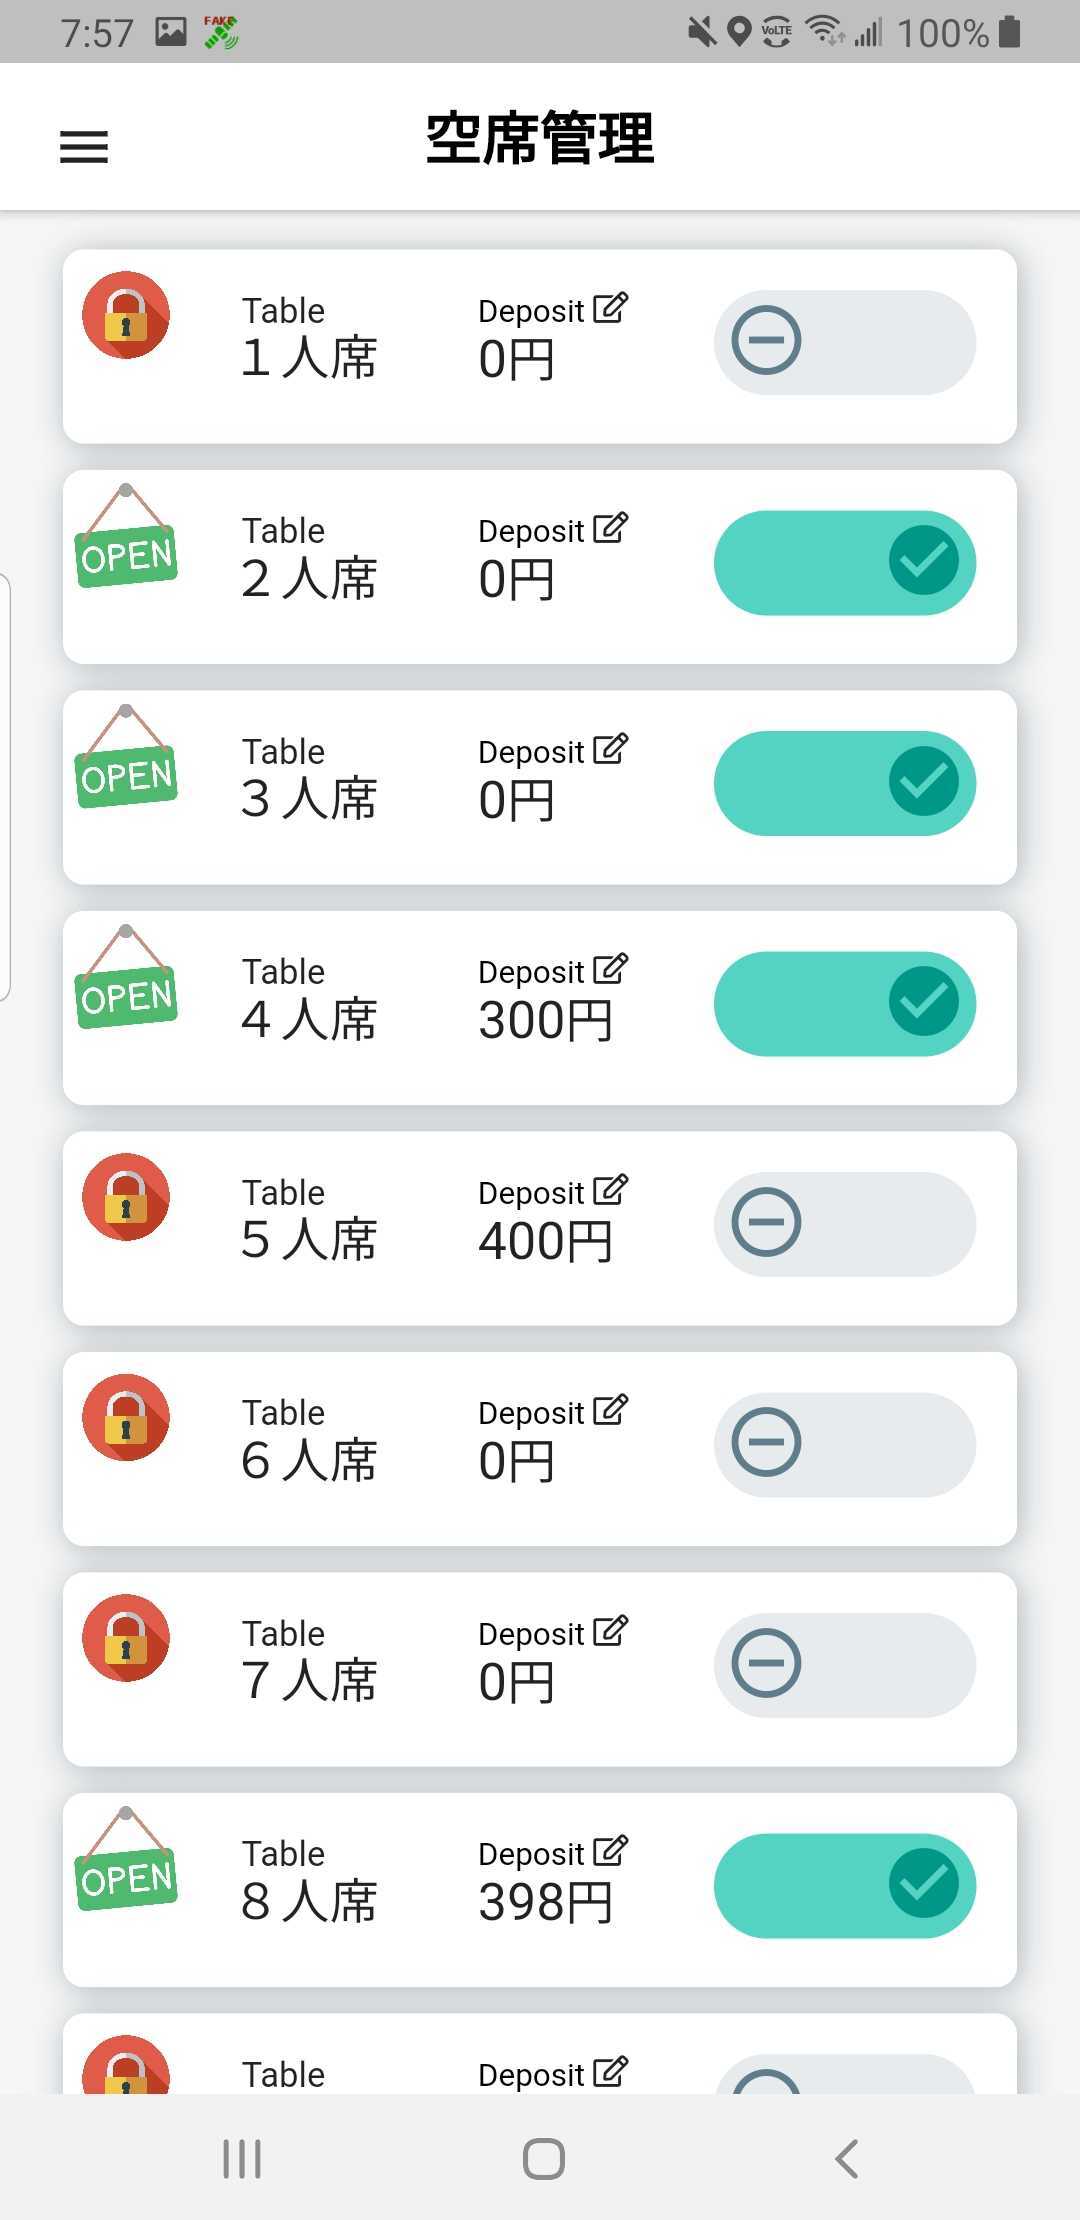 7:57 FAKE VoLTE 100%
空席管理
Table Deposit
１人席 0円
OPEN Table Deposit
２人席 0円
OPEN Table Deposit
３人席 0円
OPEN Table Deposit
４人席 300円
Table Deposit
５人席 400円
Table Deposit
６人席 0円
Table Deposit
７人席 0円
OPEN Table Deposit
８人席 398円
Table Deposit